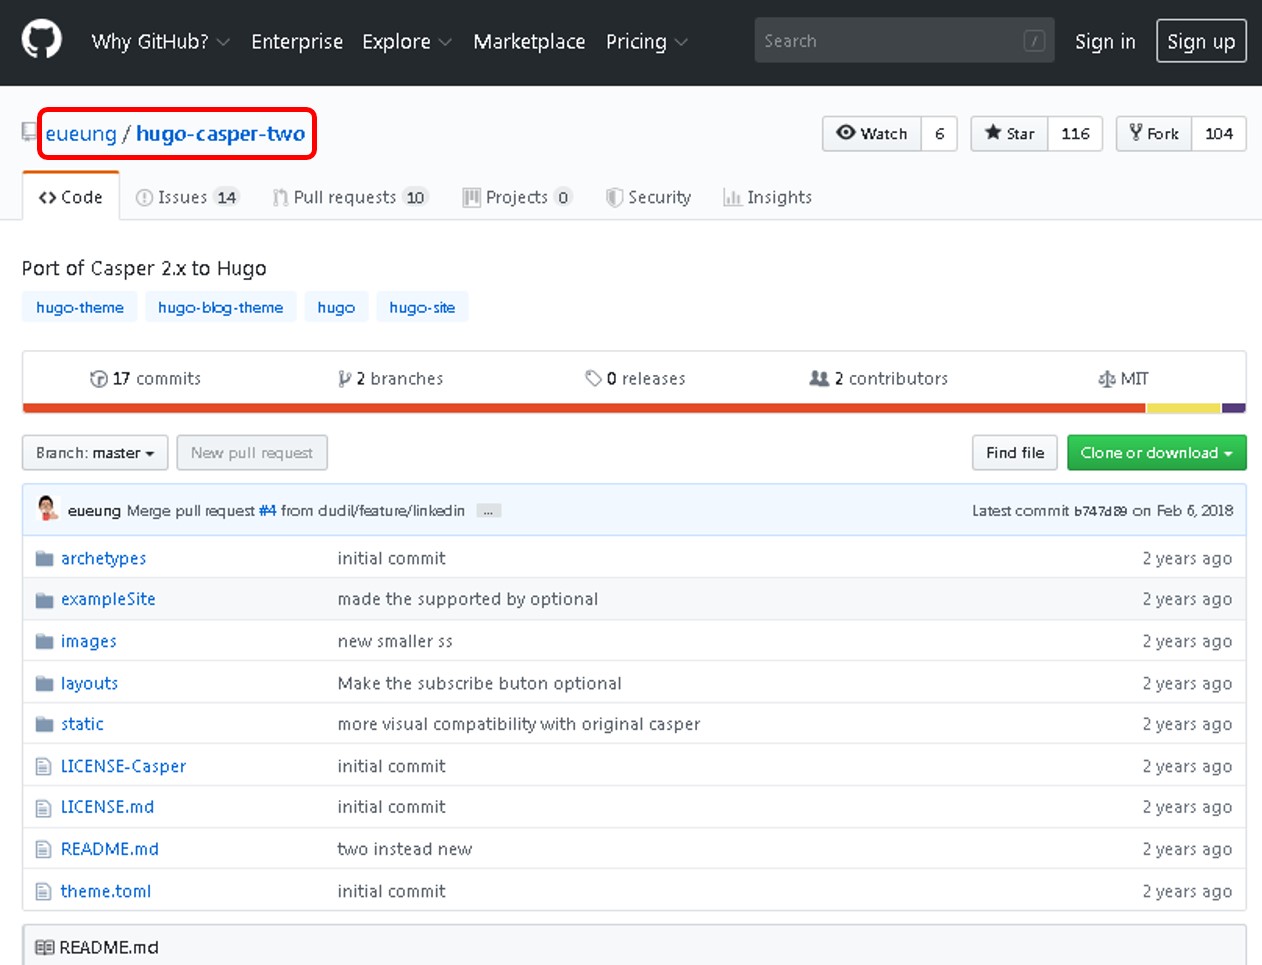 Why GitHub? Enterprise Explore Marketplace Pricing Search / Sign in Sign up
eueung / hugo-casper-two Watch 6 Star 116 Fork 104
<> Code Issues 14 Pull requests 10 Projects 0 Security Insights
Port of Casper 2.x to Hugo
hugo-theme hugo-blog-theme hugo hugo-site
17 commits 2 branches 0 releases 2 contributors MIT
Branch: master New pull request Find file Clone or download
eueung Merge pull request #4 from dudil/feature/linkedin ... Latest commit b747d89 on Feb 6, 2018
archetypes initial commit 2 years ago
exampleSite made the supported by optional 2 years ago
images new smaller ss 2 years ago
layouts Make the subscribe buton optional 2 years ago
static more visual compatibility with original casper 2 years ago
LICENSE-Casper initial commit 2 years ago
LICENSE.md initial commit 2 years ago
README.md two instead new 2 years ago
theme.toml initial commit 2 years ago
README.md